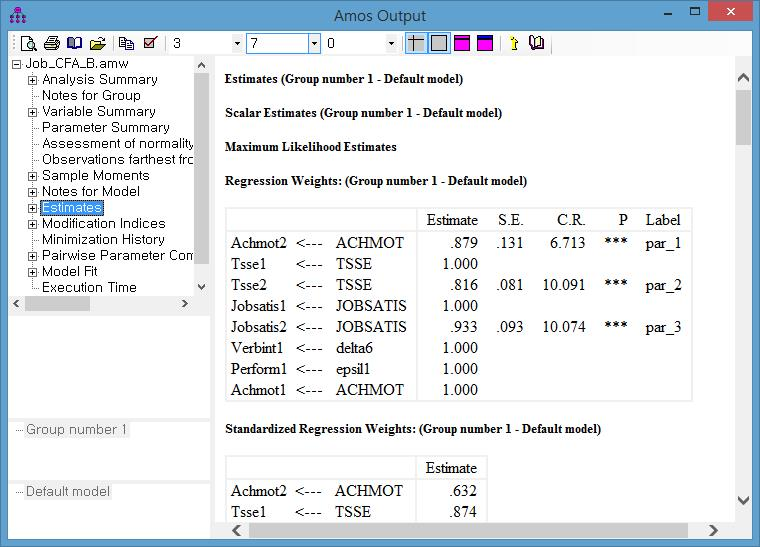 Amos Output
3 7 0
Job_CFA_B.amw
Analysis Summary
Notes for Group
Variable Summary
Parameter Summary
Assessment of normality
Observations farthest frc
Sample Moments
Notes for Model
Estimates
Modification Indices
Minimization History
Pairwise Parameter Com
Model Fit
Execution Time
Group number 1
Default model
Estimates (Group number 1 - Default model)
Scalar Estimates (Group number 1 - Default model)
Maximum Likelihood Estimates
Regression Weights: (Group number 1 - Default model)
Estimate S.E. C.R. P Label
Achmot2 <--- ACHMOT .879 .131 6.713 *** par_1
Tsse1 <--- TSSE 1.000
Tsse2 <--- TSSE .816 .081 10.091 *** par_2
Jobsatis1 <--- JOBSATIS 1.000
Jobsatis2 <--- JOBSATIS .933 .093 10.074 *** par_3
Verbint1 <--- delta6 1.000
Perform1 <--- epsil1 1.000
Achmot1 <--- ACHMOT 1.000
Standardized Regression Weights: (Group number 1 - Default model)
Estimate
Achmot2 <--- ACHMOT .632
Tsse1 <--- TSSE .874